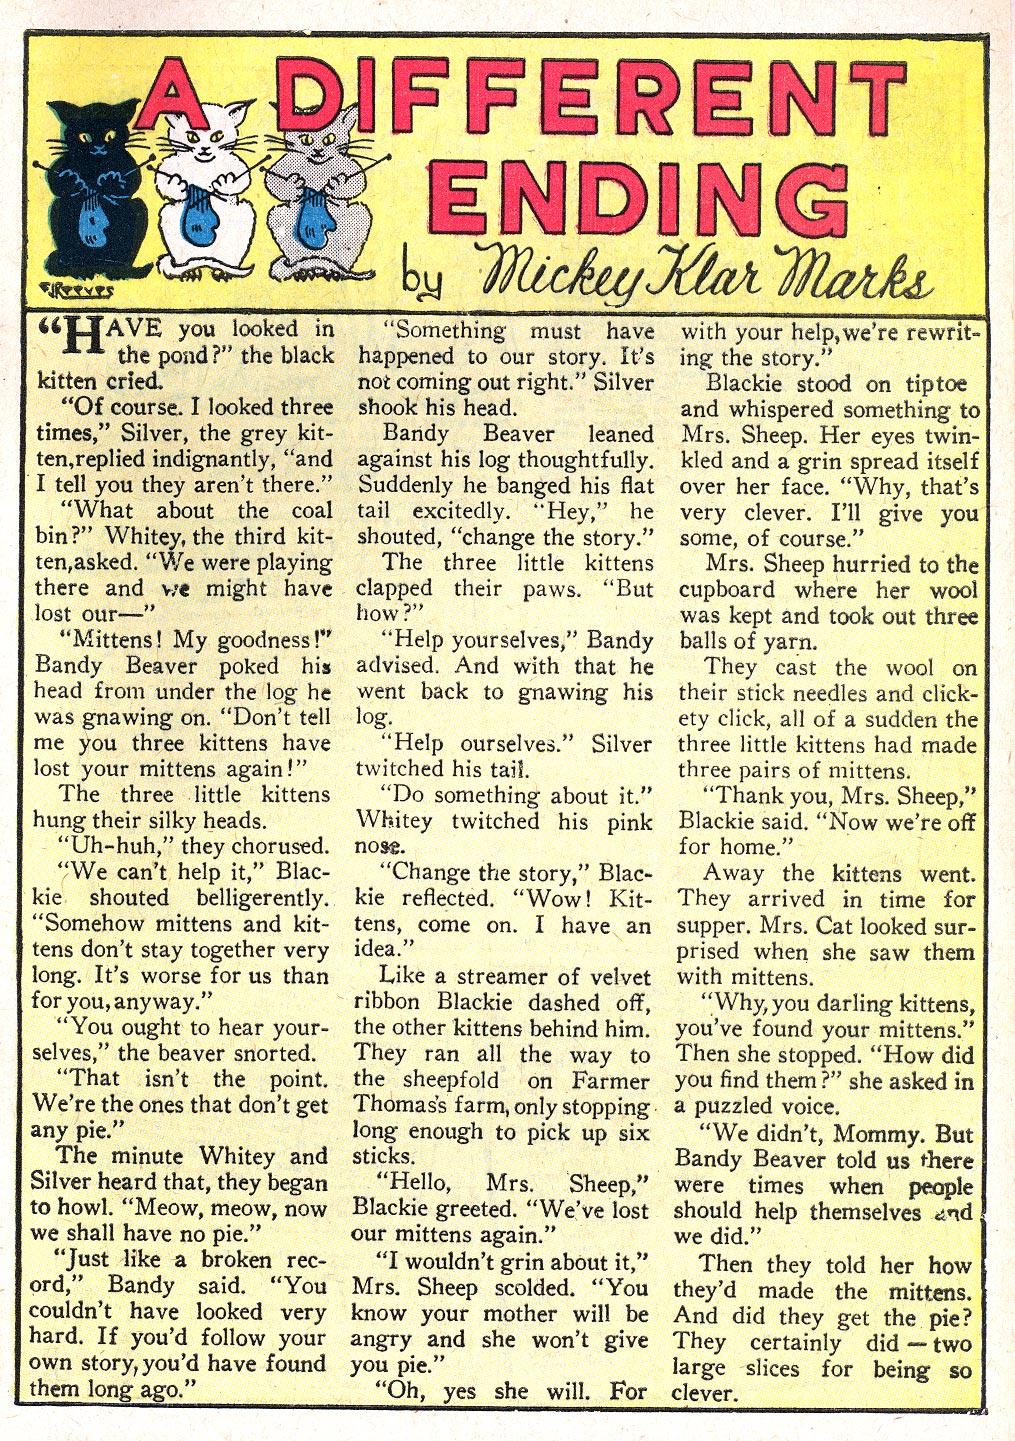 A DIFFERENT
ENDING
by Mickey Klar Marks
F.J.Reeves
“HAVE you looked in
the pond?” the black
kitten cried.
“Of course. I looked three
times,” Silver, the grey kit-
ten,replied indignantly, “and
I tell you they aren’t there.”
“What about the coal
bin?” Whitey, the third kit-
ten,asked. “We were playing
there and we might have
lost our—”
“Mittens! My goodness!”
Bandy Beaver poked his
head from under the log he
was gnawing on. “Don’t tell
me you three kittens have
lost your mittens again!”
The three little kittens
hung their silky heads.
“Uh-huh,” they chorused.
“We can’t help it,” Blac-
kie shouted belligerently.
“Somehow mittens and kit-
tens don’t stay together very
long. It’s worse for us than
for you,anyway.”
“You ought to hear your-
selves,” the beaver snorted.
“That isn’t the point.
We’re the ones that don’t get
any pie.”
The minute Whitey and
Silver heard that, they began
to howl. “Meow, meow, now
we shall have no pie.”
“Just like a broken rec-
ord,” Bandy said. “You
couldn’t have looked very
hard. If you’d follow your
own story,you’d have found
them long ago.”
“Something must have
happened to our story. It’s
not coming out right.” Silver
shook his head.
Bandy Beaver leaned
against his log thoughtfully.
Suddenly he banged his flat
tail excitedly. “Hey,” he
shouted, “change the story.”
The three little kittens
clapped their paws. “But
how?”
“Help yourselves,” Bandy
advised. And with that he
went back to gnawing his
log.
“Help ourselves.” Silver
twitched his tail.
“Do something about it.”
Whitey twitched his pink
nose.
“Change the story,” Blac-
kie reflected. “Wow! Kit-
tens, come on. I have an
idea.”
Like a streamer of velvet
ribbon Blackie dashed off,
the other kittens behind him.
They ran all the way to
the sheepfold on Farmer
Thomas’s farm,only stopping
long enough to pick up six
sticks.
“Hello, Mrs. Sheep,”
Blackie greeted. “We’ve lost
our mittens again.”
“I wouldn’t grin about it,”
Mrs. Sheep scolded. “You
know your mother will be
angry and she won’t give
you pie.”
“Oh, yes she will. For
with your help,we’re rewrit-
ing the story.”
Blackie stood on tiptoe
and whispered something to
Mrs. Sheep. Her eyes twin-
kled and a grin spread itself
over her face. “Why, that’s
very clever. I’ll give you
some, of course.”
Mrs. Sheep hurried to the
cupboard where her wool
was kept and took out three
balls of yarn.
They cast the wool on
their stick needles and click-
ety click, all of a sudden the
three little kittens had made
three pairs of mittens.
“Thank you, Mrs. Sheep,”
Blackie said. “Now we’re off
for home.”
Away the kittens went.
They arrived in time for
supper. Mrs. Cat looked sur-
prised when she saw them
with mittens.
“Why,you darling kittens,
you’ve found your mittens.”
Then she stopped. “How did
you find them?” she asked in
a puzzled voice.
“We didn’t, Mommy. But
Bandy Beaver told us there
were times when people
should help themselves and
we did.”
Then they told her how
they’d made the mittens.
And did they get the pie?
They certainly did — two
large slices for being so
clever.